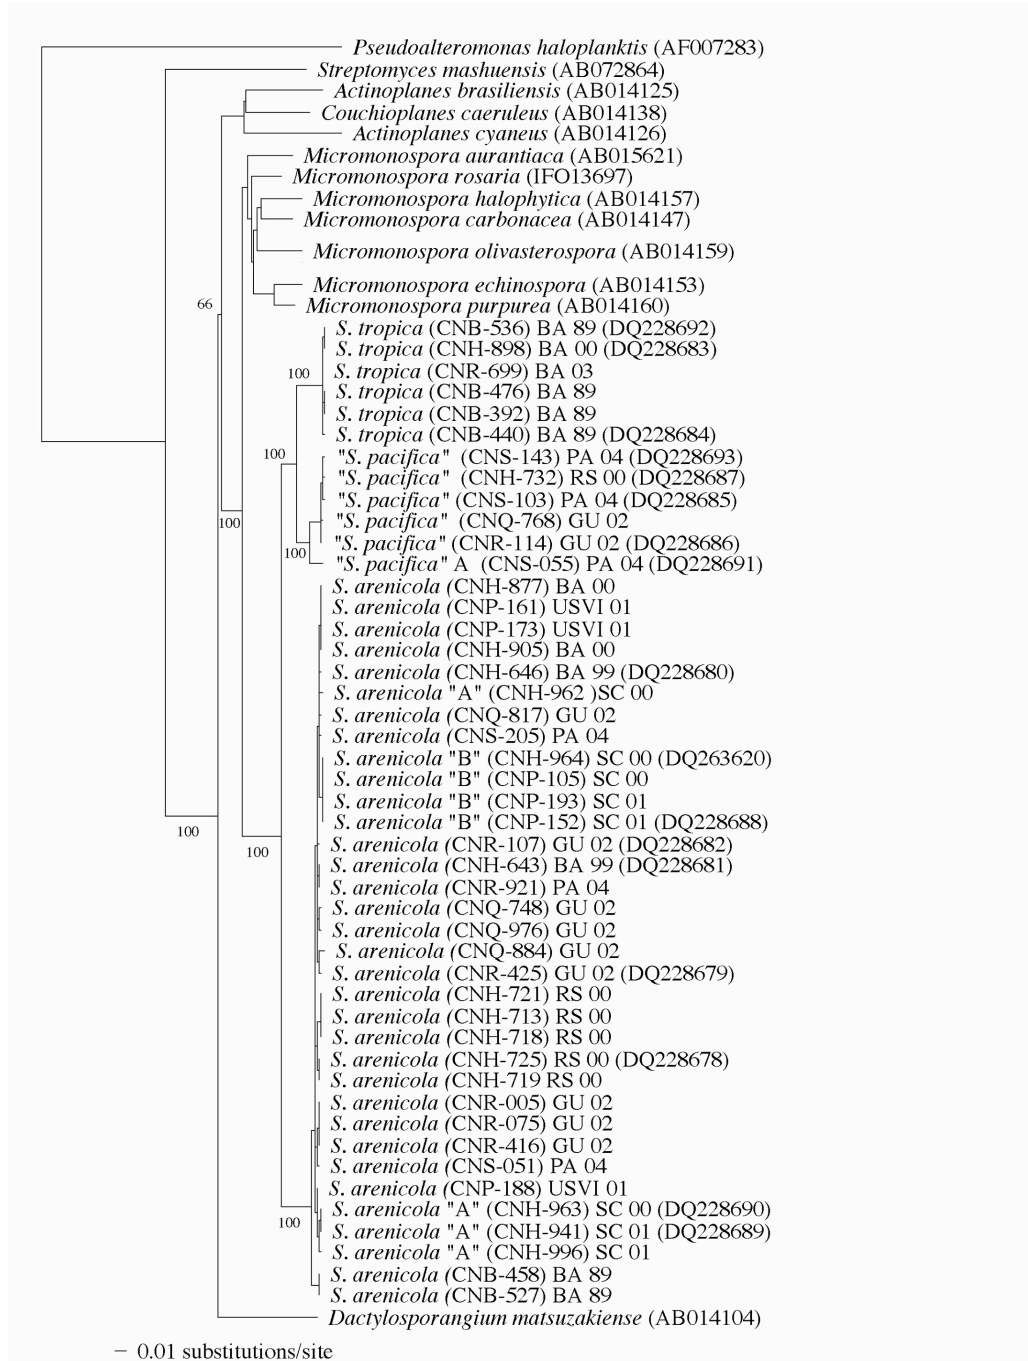 Pseudoalteromonas haloplanktis (AF007283)
Streptomyces mashuensis (AB072864)
Actinoplanes brasiliensis (AB014125)
Couchioplanes caeruleus (AB014138)
Actinoplanes cyaneus (AB014126)
Micromonospora aurantiaca (AB015621)
Micromonospora rosaria (IFO13697)
Micromonospora halophytica (AB014157)
Micromonospora carbonacea (AB014147)
Micromonospora olivasterospora (AB014159)
Micromonospora echinospora (AB014153)
66
Micromonospora purpurea (AB014160)
S. tropica (CNB-536) BA 89 (DQ228692)
S. tropica (CNH-898) BA 00 (DQ228683)
100
S. tropica (CNR-699) BA 03
S. tropica (CNB-476) BA 89
S. tropica (CNB-392) BA 89
S. tropica (CNB-440) BA 89 (DQ228684)
100
"S. pacifica" (CNS-143) PA 04 (DQ228693)
"S. pacifica" (CNH-732) RS 00 (DQ228687)
"S. pacifica" (CNS-103) PA 04 (DQ228685)
100
"S. pacifica" (CNQ-768) GU 02
"S. pacifica" (CNR-114) GU 02 (DQ228686)
100
"S. pacifica" A (CNS-055) PA 04 (DQ228691)
S. arenicola (CNH-877) BA 00
S. arenicola (CNP-161) USVI 01
S. arenicola (CNP-173) USVI 01
S. arenicola (CNH-905) BA 00
S. arenicola (CNH-646) BA 99 (DQ228680)
S. arenicola "A" (CNH-962 )SC 00
S. arenicola (CNQ-817) GU 02
S. arenicola (CNS-205) PA 04
S. arenicola "B" (CNH-964) SC 00 (DQ263620)
S. arenicola "B" (CNP-105) SC 00
S. arenicola "B" (CNP-193) SC 01
S. arenicola "B" (CNP-152) SC 01 (DQ228688)
100
S. arenicola (CNR-107) GU 02 (DQ228682)
100
S. arenicola (CNH-643) BA 99 (DQ228681)
S. arenicola (CNR-921) PA 04
S. arenicola (CNQ-748) GU 02
S. arenicola (CNQ-976) GU 02
S. arenicola (CNQ-884) GU 02
S. arenicola (CNR-425) GU 02 (DQ228679)
S. arenicola (CNH-721) RS 00
S. arenicola (CNH-713) RS 00
S. arenicola (CNH-718) RS 00
S. arenicola (CNH-725) RS 00 (DQ228678)
S. arenicola (CNH-719 RS 00
S. arenicola (CNR-005) GU 02
S. arenicola (CNR-075) GU 02
S. arenicola (CNR-416) GU 02
S. arenicola (CNS-051) PA 04
S. arenicola (CNP-188) USVI 01
S. arenicola "A" (CNH-963) SC 00 (DQ228690)
100
S. arenicola "A" (CNH-941) SC 01 (DQ228689)
S. arenicola "A" (CNH-996) SC 01
S. arenicola (CNB-458) BA 89
S. arenicola (CNB-527) BA 89
Dactylosporangium matsuzakiense (AB014104)
0.01 substitutions/site